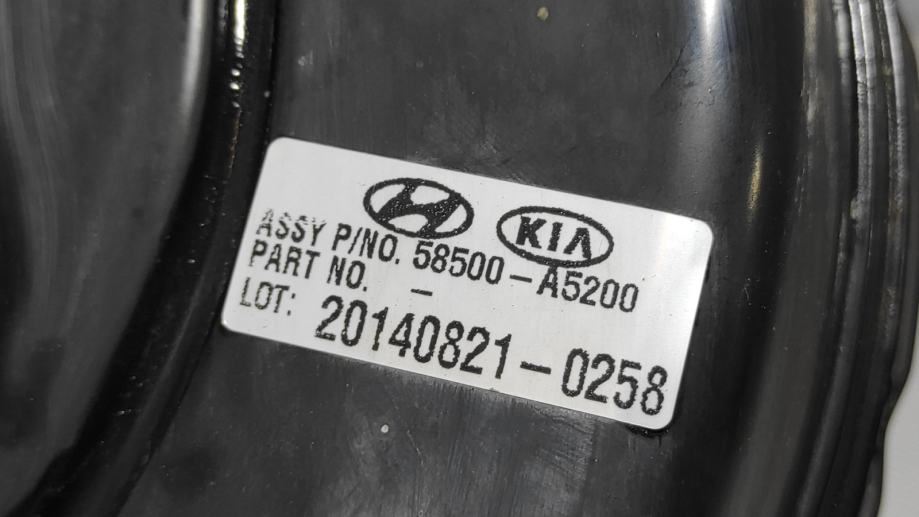 KIA
ASSY P/NO. 58500-A5200
PART NO. -
LOT: 20140821-0258